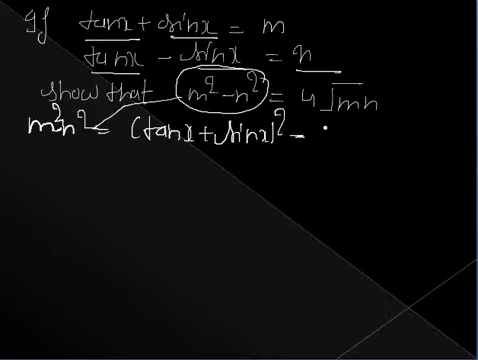 If tanx + sinx = m
tanx - sinx = n
show that m² - n² = 4√mn
m² n² = (tanx + sinx)² -